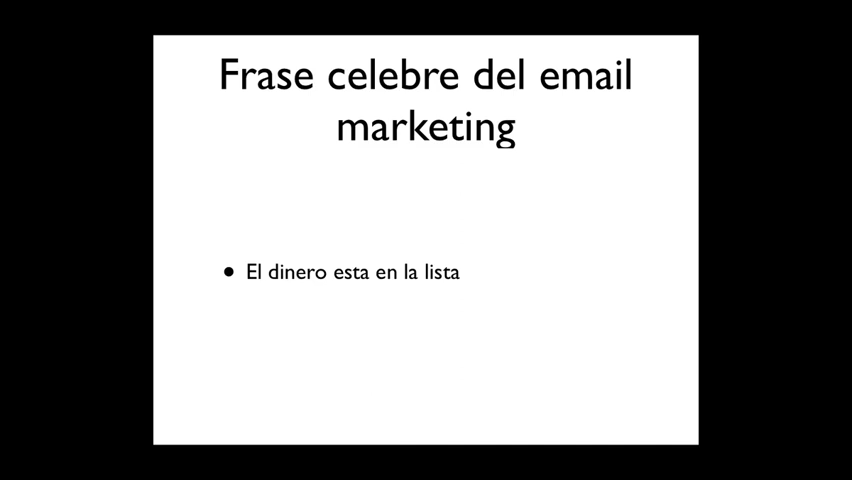 Frase celebre del email
marketing
• El dinero esta en la lista